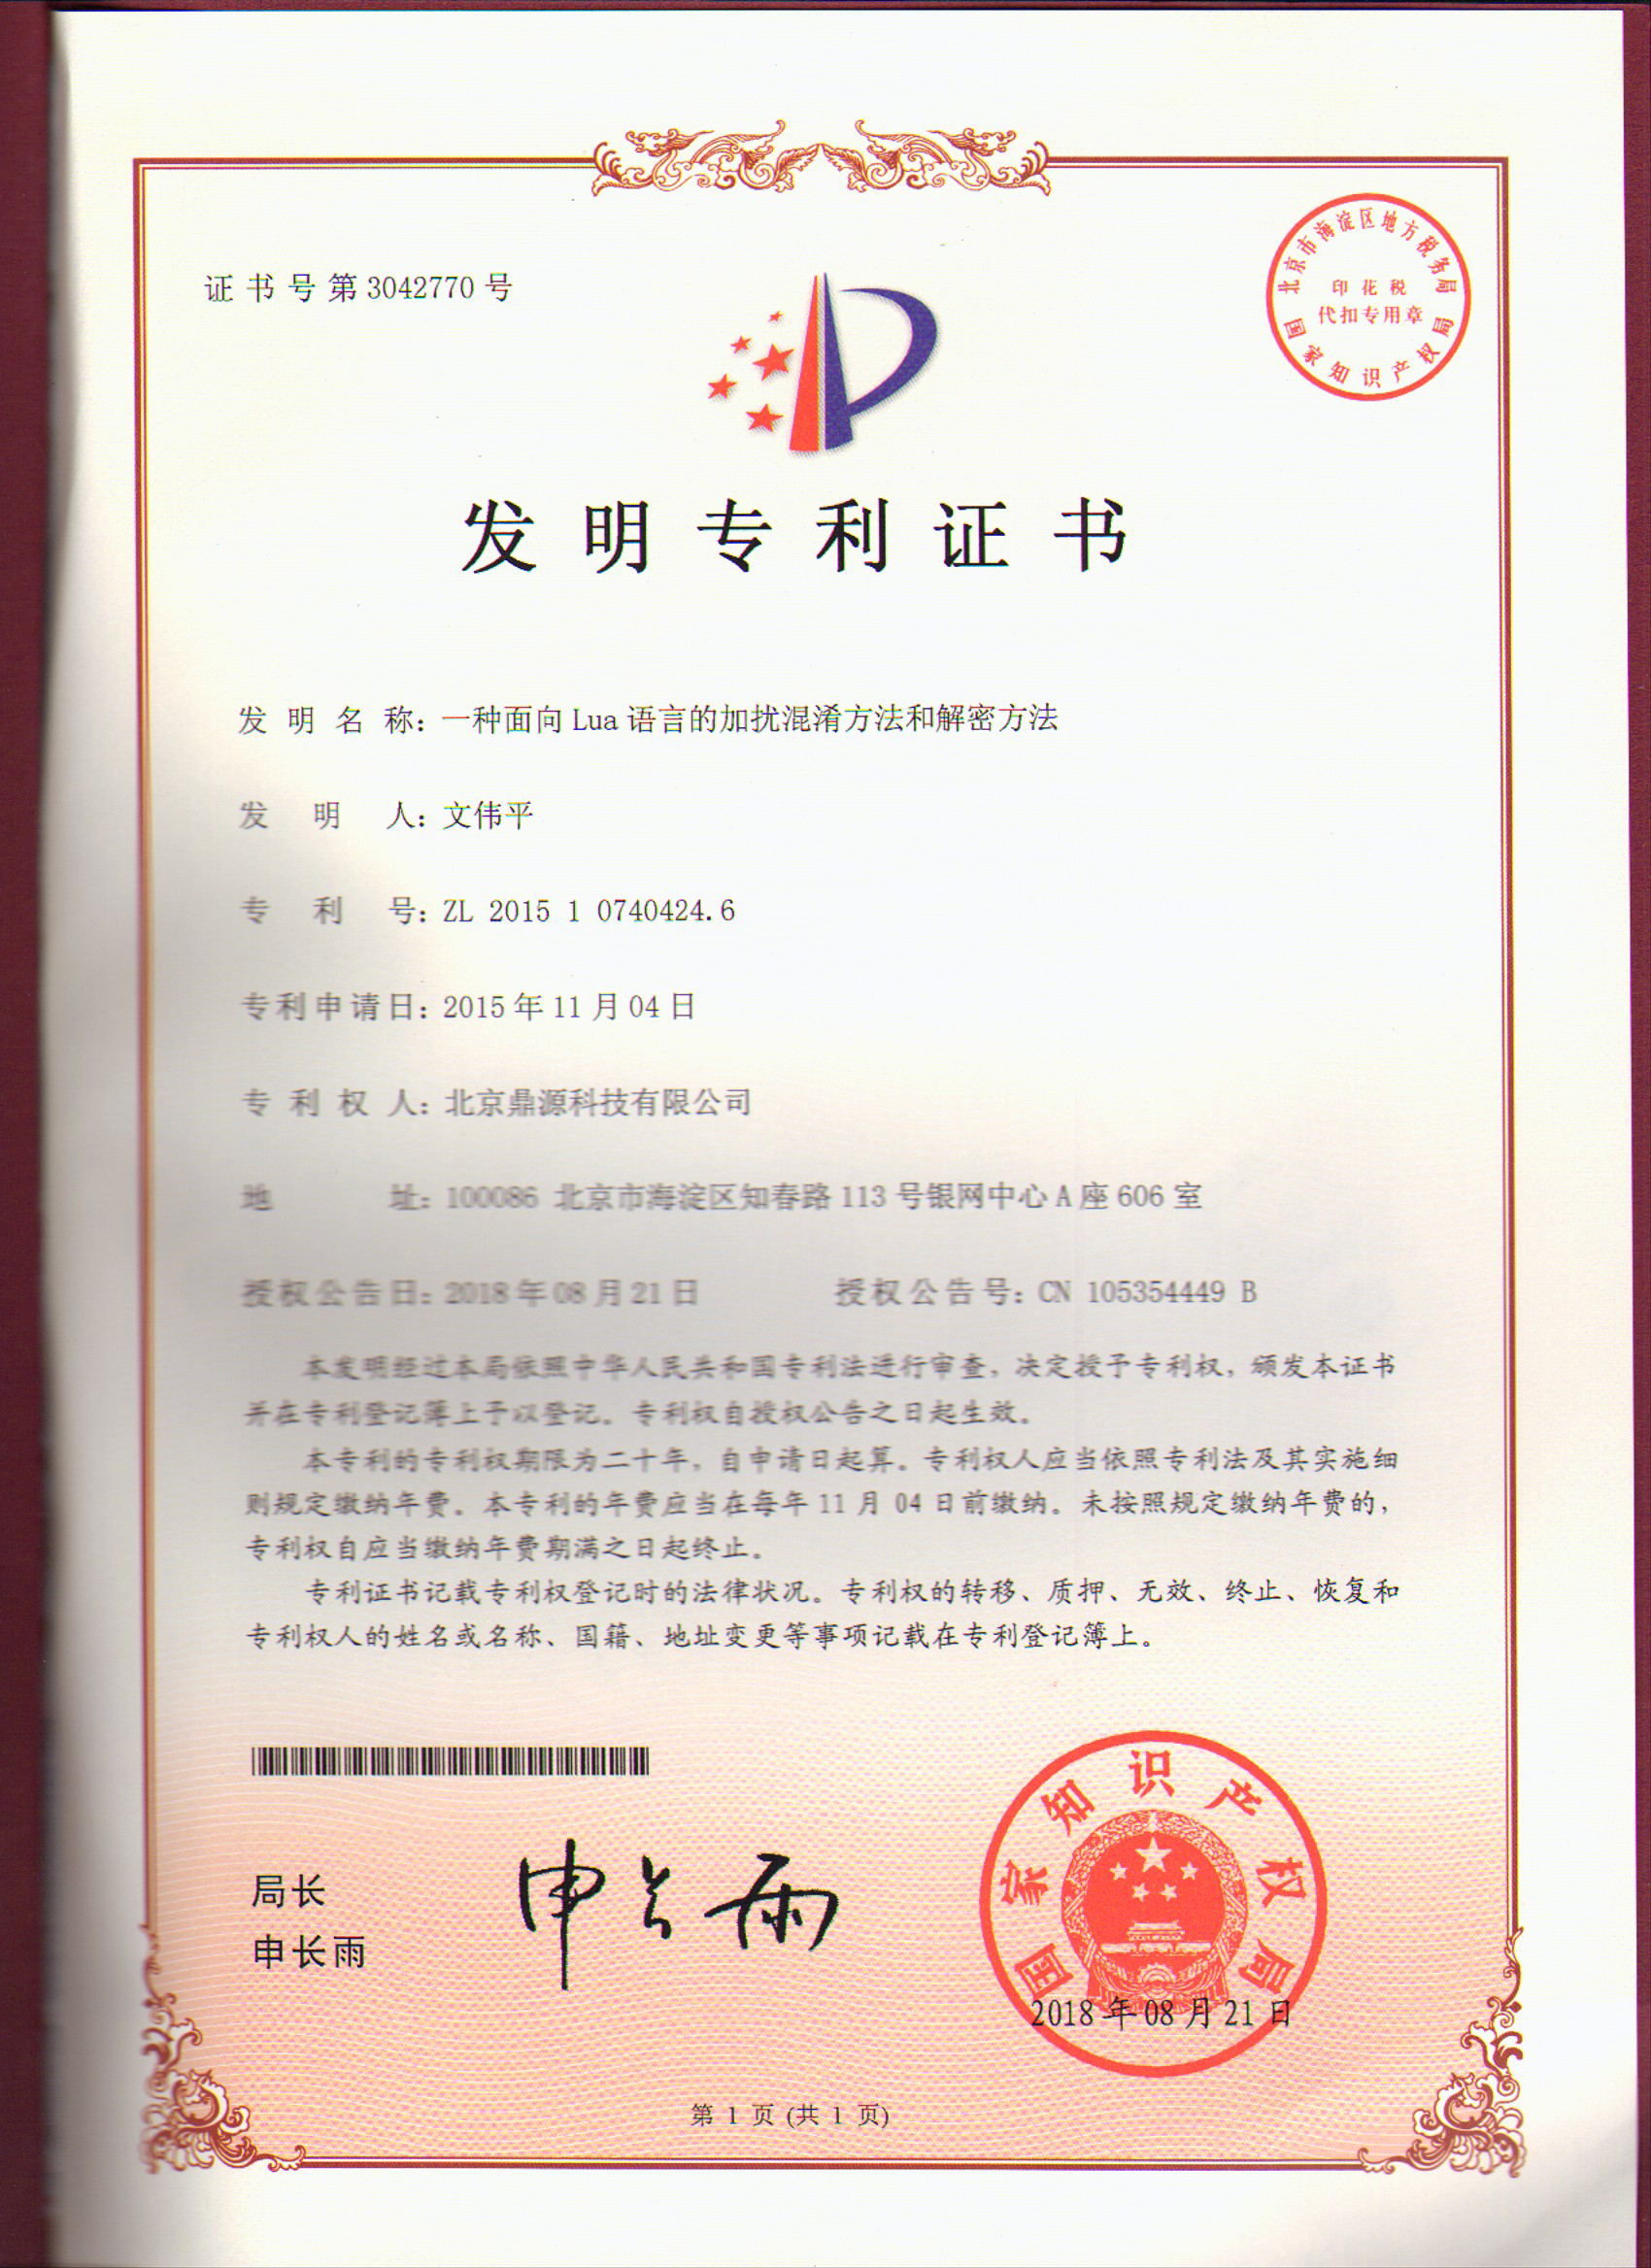 证书号第3042770号
北京市海淀区地方税务局
印花税
代扣专用章
国家知识产权局
发明专利证书
发明名称：一种面向Lua语言的加扰混淆方法和解密方法
发明人：文伟平
专利号：ZL 2015 1 0740424.6
专利申请日：2015年11月04日
专利权人：北京鼎源科技有限公司
地址：100086 北京市海淀区知春路113号银网中心A座606室
授权公告日：2018年08月21日 授权公告号：CN 105354449 B
本发明经过本局依照中华人民共和国专利法进行审查，决定授予专利权，颁发本证书
并在专利登记簿上予以登记。专利权自授权公告之日起生效。
本专利的专利权期限为二十年，自申请日起算。专利权人应当依照专利法及其实施细
则规定缴纳年费。本专利的年费应当在每年11月04日前缴纳。未按照规定缴纳年费的，
专利权自应当缴纳年费期满之日起终止。
专利证书记载专利权登记时的法律状况。专利权的转移、质押、无效、终止、恢复和
专利权人的姓名或名称、国籍、地址变更等事项记载在专利登记簿上。
局长
申长雨
申长雨
国家知识产权局
2018年08月21日
第 1 页 (共 1 页)